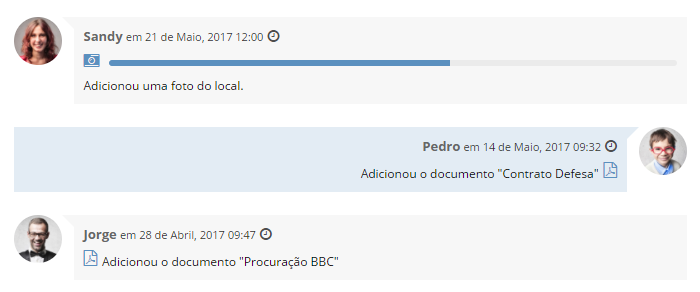 Sandy em 21 de Maio, 2017 12:00
Adicionou uma foto do local.
Pedro em 14 de Maio, 2017 09:32
Adicionou o documento "Contrato Defesa"
Jorge em 28 de Abril, 2017 09:47
Adicionou o documento "Procuração BBC"